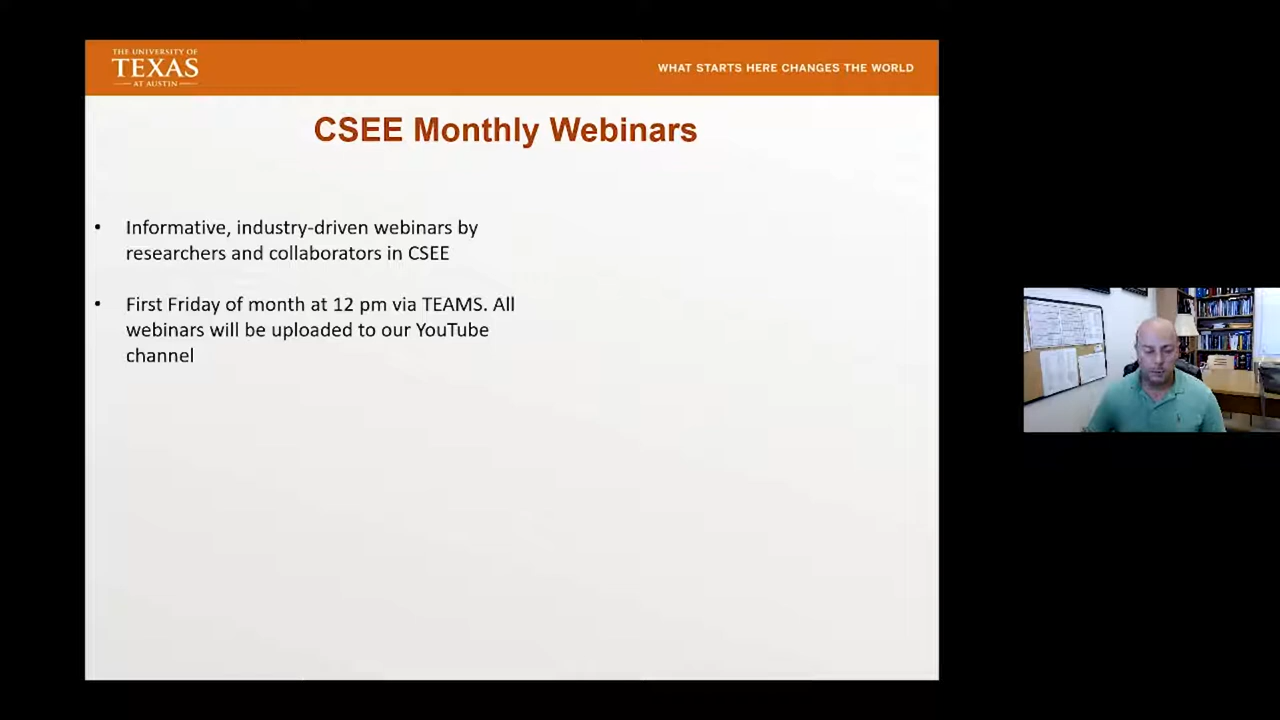 THE UNIVERSITY OF
TEXAS
AT AUSTIN
WHAT STARTS HERE CHANGES THE WORLD
CSEE Monthly Webinars
• Informative, industry-driven webinars by
researchers and collaborators in CSEE
• First Friday of month at 12 pm via TEAMS. All
webinars will be uploaded to our YouTube
channel